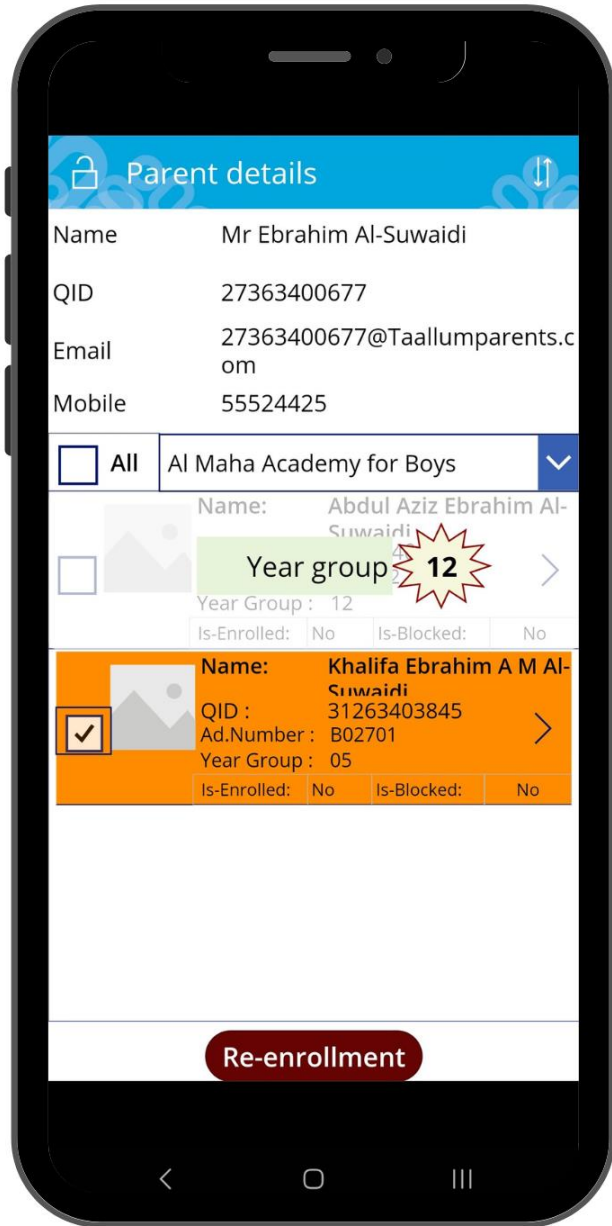 Parent details
Name Mr Ebrahim Al-Suwaidi
QID 27363400677
Email 27363400677@Taallumparents.c
om
Mobile 55524425
All Al Maha Academy for Boys
Name: Abdul Aziz Ebrahim Al-
Suwaidi
Year group 12
Year Group : 12
Is-Enrolled: No Is-Blocked: No
Name: Khalifa Ebrahim A M Al-
Suwaidi
QID : 31263403845
Ad.Number : B02701
Year Group : 05
Is-Enrolled: No Is-Blocked: No
Re-enrollment